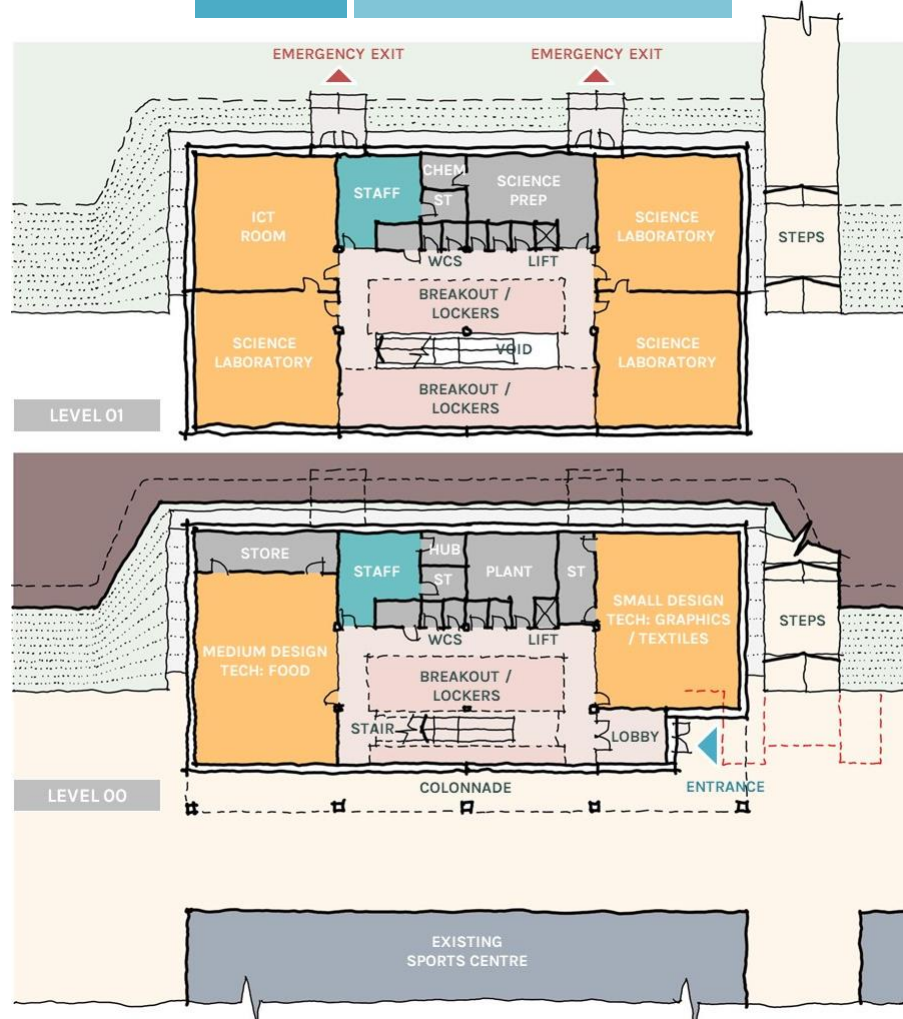 EMERGENCY EXIT
EMERGENCY EXIT
CHEM
STAFF
ST
SCIENCE
PREP
ICT
ROOM
SCIENCE
LABORATORY
STEPS
WCS
LIFT
BREAKOUT /
LOCKERS
SCIENCE
LABORATORY
VOID
SCIENCE
LABORATORY
BREAKOUT /
LOCKERS
LEVEL 01
STORE
STAFF
HUB
ST
PLANT
ST
SMALL DESIGN
TECH: GRAPHICS
/ TEXTILES
STEPS
WCS
LIFT
MEDIUM DESIGN
TECH: FOOD
BREAKOUT /
LOCKERS
STAIR
LOBBY
COLONNADE
ENTRANCE
LEVEL 00
EXISTING
SPORTS CENTRE